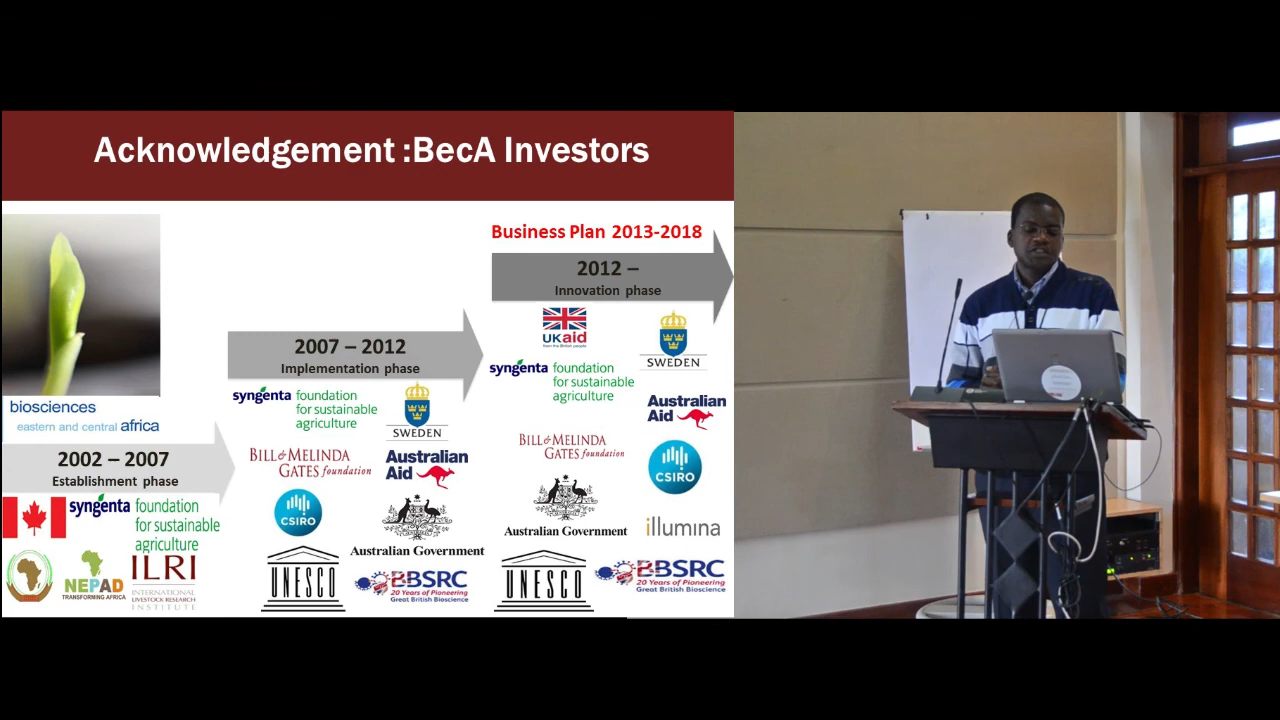 Acknowledgement :BecA Investors
biosciences
eastern and central africa
2002 – 2007
Establishment phase
syngenta foundation
for sustainable
agriculture
NEPAD
TRANSFORMING AFRICA
ILRI
INTERNATIONAL
LIVESTOCK RESEARCH
INSTITUTE
2007 – 2012
Implementation phase
syngenta foundation
for sustainable
agriculture
SWEDEN
BILL & MELINDA
GATES foundation
Australian
Aid
CSIRO
Australian Government
UNESCO
BBSRC
20 Years of Pioneering
Great British Bioscience
Business Plan 2013-2018
2012 –
Innovation phase
UKaid
from the British people
SWEDEN
syngenta foundation
for sustainable
agriculture
Australian
Aid
BILL & MELINDA
GATES foundation
CSIRO
Australian Government
illumina
UNESCO
BBSRC
20 Years of Pioneering
Great British Bioscience